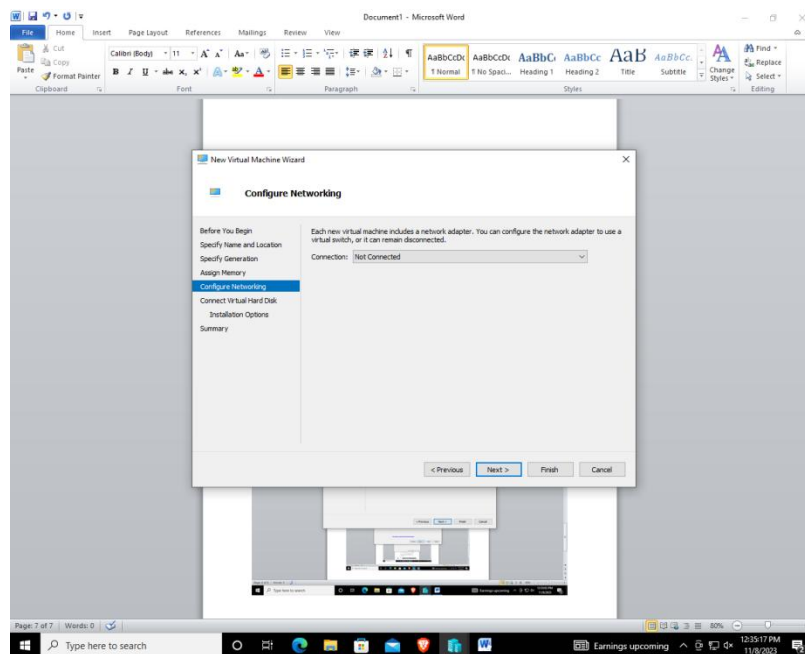 Document1 - Microsoft Word
File Home Insert Page Layout References Mailings Review View
Paste
Cut
Copy
Format Painter
Clipboard
Calibri (Body) 11
Font
Paragraph
AaBbCcDc AaBbCcDc AaBbC AaBbCc AaB AaBbCc.
¶ Normal ¶ No Spaci... Heading 1 Heading 2 Title Subtitle
Change Styles
Styles
Find
Replace
Select
Editing
New Virtual Machine Wizard
Configure Networking
Before You Begin
Specify Name and Location
Specify Generation
Assign Memory
Configure Networking
Connect Virtual Hard Disk
Installation Options
Summary
Each new virtual machine includes a network adapter. You can configure the network adapter to use a
virtual switch, or it can remain disconnected.
Connection: Not Connected
< Previous Next > Finish Cancel
Page: 7 of 7 Words: 0 80%
Type here to search
Earnings upcoming
12:35:17 PM
11/8/2023